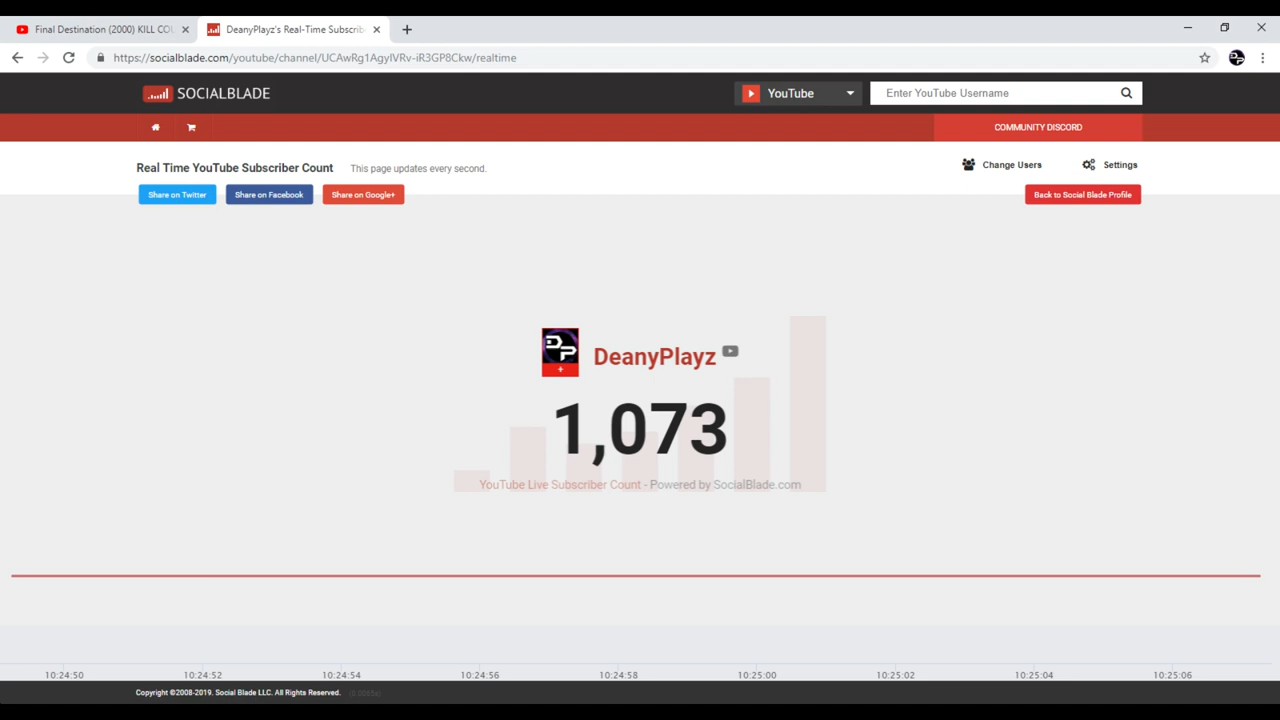 Final Destination (2000) KILL COU
DeanyPlayz's Real-Time Subscrib
https://socialblade.com/youtube/channel/UCAwRg1AgyIVRv-iR3GP8Ckw/realtime
DP
SOCIALBLADE
YouTube
Enter YouTube Username
COMMUNITY DISCORD
Real Time YouTube Subscriber Count This page updates every second.
Change Users
Settings
Share on Twitter
Share on Facebook
Share on Google+
Back to Social Blade Profile
DP
+
DeanyPlayz
1,073
YouTube Live Subscriber Count - Powered by SocialBlade.com
10:24:50 10:24:52 10:24:54 10:24:56 10:24:58 10:25:00 10:25:02 10:25:04 10:25:06
Copyright ©2008-2019. Social Blade LLC. All Rights Reserved.